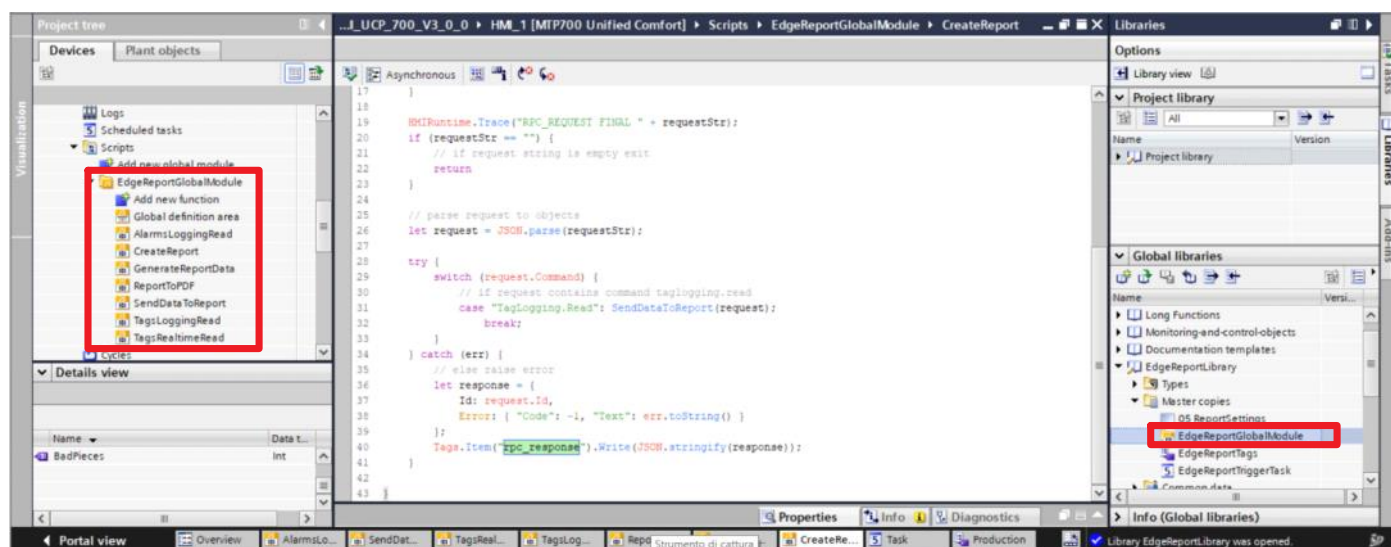 Project tree
Devices
Plant objects
Visualization
Logs
Scheduled tasks
Scripts
Add new global module
EdgeReportGlobalModule
Add new function
Global definition area
AlarmsLoggingRead
CreateReport
GenerateReportData
ReportToPDF
SendDataToReport
TagsLoggingRead
TagsRealtimeRead
Cycles
Details view
Name Data t...
BadPieces Int
...I_UCP_700_V3_0_0 HMI_1 [MTP700 Unified Comfort] Scripts EdgeReportGlobalModule CreateReport
Asynchronous
17 }
18
19 HMIRuntime.Trace("RPC_REQUEST FINAL " + requestStr);
20 if (requestStr == "") {
21 // if request string is empty exit
22 return
23 }
24
25 // parse request to objects
26 let request = JSON.parse(requestStr);
27
28 try {
29 switch (request.Command) {
30 // if request contains command taglogging.read
31 case "TagLogging.Read": SendDataToReport(request);
32 break;
33 }
34 } catch (err) {
35 // else raise error
36 let response = {
37 Id: request.Id,
38 Error: { "Code": -1, "Text": err.toString() }
39 };
40 Tags.Item("rpc_response").Write(JSON.stringify(response));
41 }
42
43 }
Properties Info Diagnostics
Libraries
Options
Library view
Project library
All
Name Version
Project library
Global libraries
Name Versi...
Long Functions
Monitoring-and-control-objects
Documentation templates
EdgeReportLibrary
Types
Master copies
05 ReportSettings
EdgeReportGlobalModule
EdgeReportTags
EdgeReportTriggerTask
Common data
Info (Global libraries)
Tasks
Libraries
Add-Ins
Portal view Overview AlarmsLo... SendDat... TagsReal... TagsLog... Repo Strumento di cattura CreateRe... Task Production Library EdgeReportLibrary was opened.